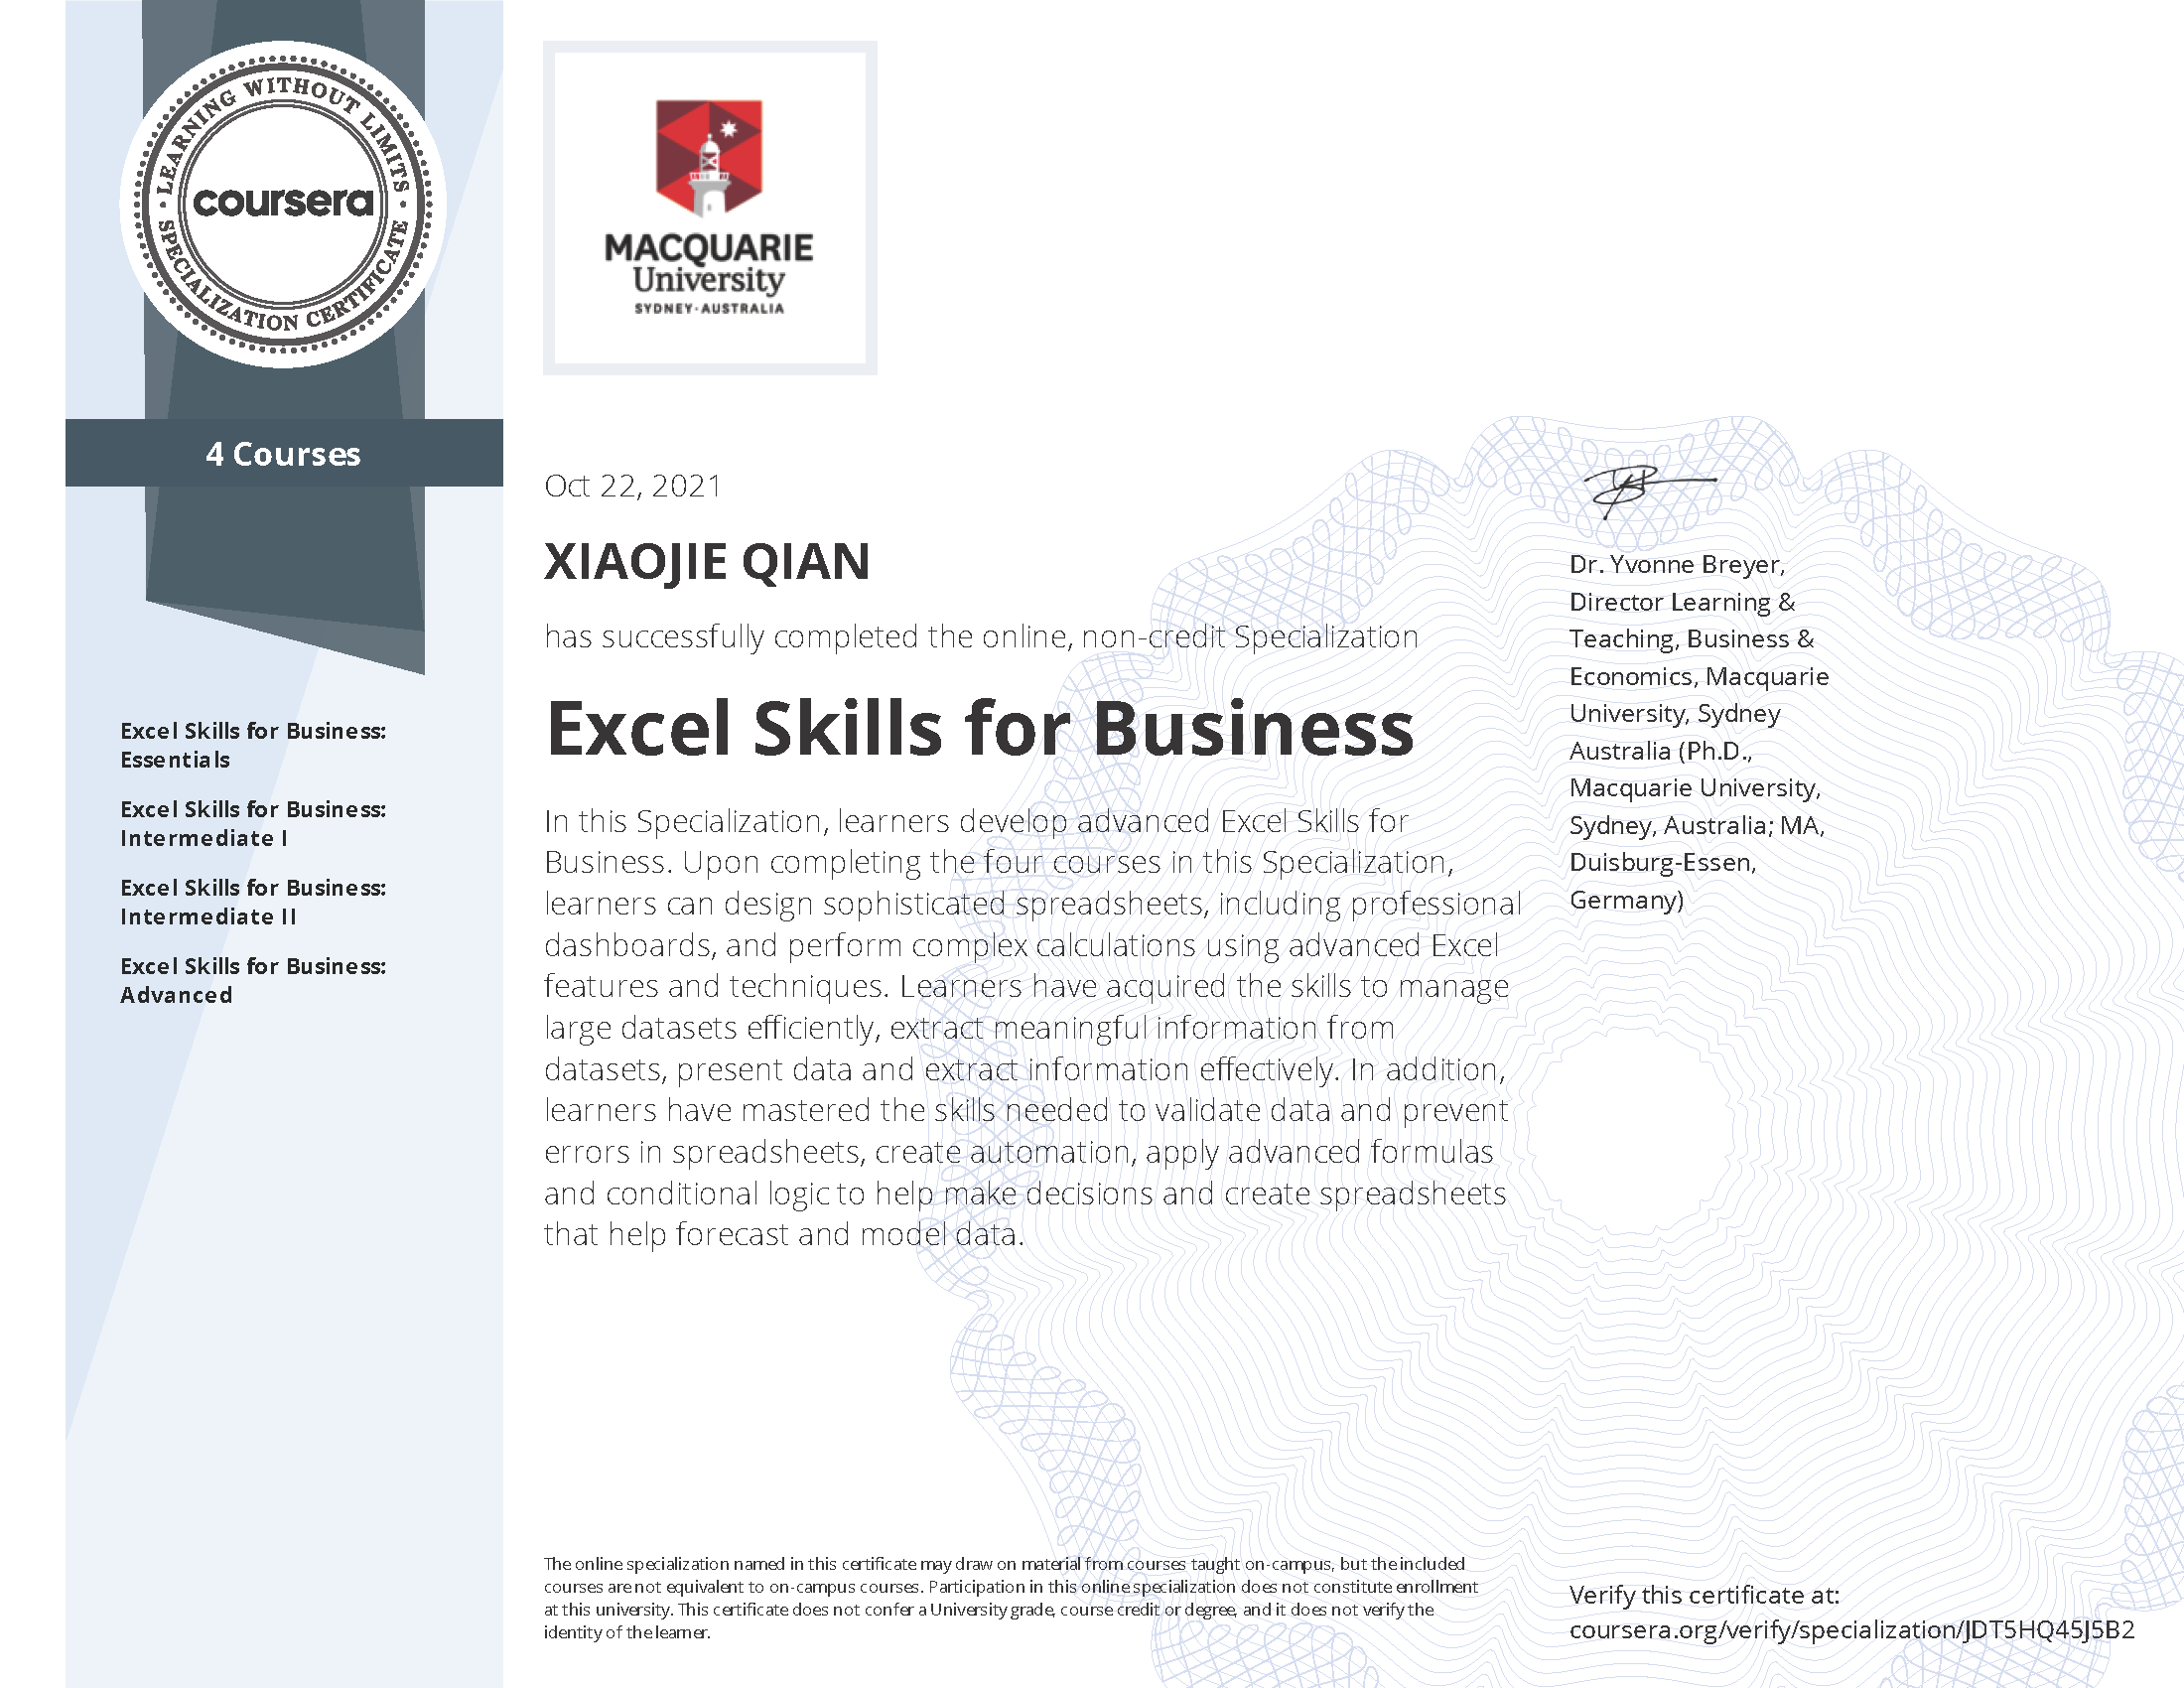 LEARNING WITHOUT LIMITS
coursera
SPECIALIZATION CERTIFICATE
4 Courses
Excel Skills for Business:
Essentials
Excel Skills for Business:
Intermediate I
Excel Skills for Business:
Intermediate II
Excel Skills for Business:
Advanced
MACQUARIE
University
SYDNEY·AUSTRALIA
Oct 22, 2021
XIAOJIE QIAN
has successfully completed the online, non-credit Specialization
Excel Skills for Business
In this Specialization, learners develop advanced Excel Skills for
Business. Upon completing the four courses in this Specialization,
learners can design sophisticated spreadsheets, including professional
dashboards, and perform complex calculations using advanced Excel
features and techniques. Learners have acquired the skills to manage
large datasets efficiently, extract meaningful information from
datasets, present data and extract information effectively. In addition,
learners have mastered the skills needed to validate data and prevent
errors in spreadsheets, create automation, apply advanced formulas
and conditional logic to help make decisions and create spreadsheets
that help forecast and model data.
Dr. Yvonne Breyer,
Director Learning &
Teaching, Business &
Economics, Macquarie
University, Sydney
Australia (Ph.D.,
Macquarie University,
Sydney, Australia; MA,
Duisburg-Essen,
Germany)
The online specialization named in this certificate may draw on material from courses taught on-campus, but the included
courses are not equivalent to on-campus courses. Participation in this online specialization does not constitute enrollment
at this university. This certificate does not confer a University grade, course credit or degree, and it does not verify the
identity of the learner.
Verify this certificate at:
coursera.org/verify/specialization/JDT5HQ45J5B2